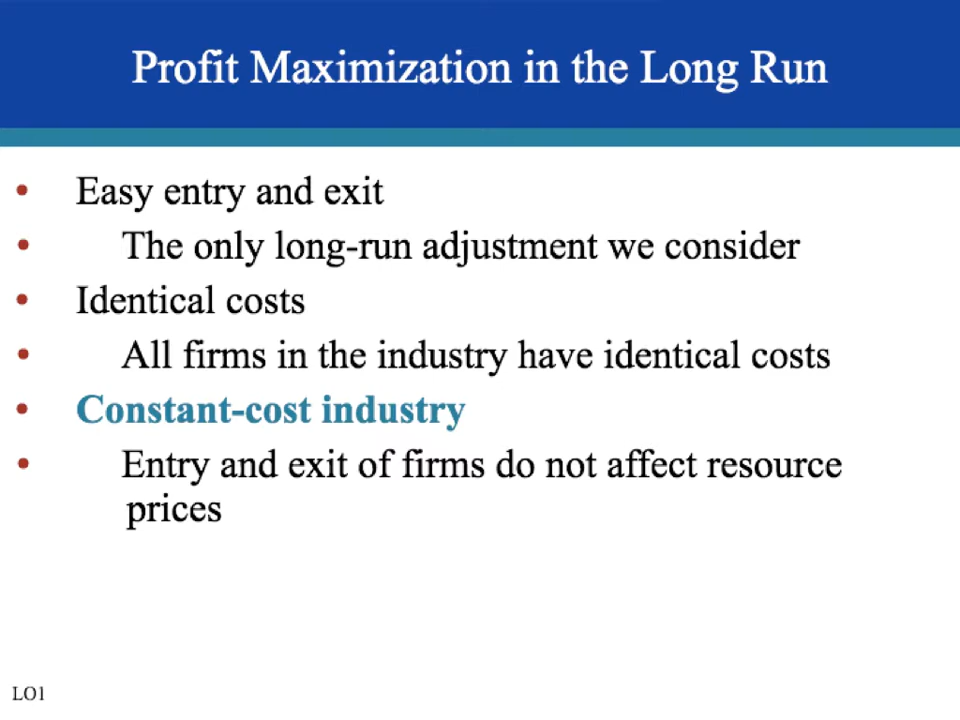 Profit Maximization in the Long Run
• Easy entry and exit
• The only long-run adjustment we consider
• Identical costs
• All firms in the industry have identical costs
• Constant-cost industry
• Entry and exit of firms do not affect resource
prices
LO1